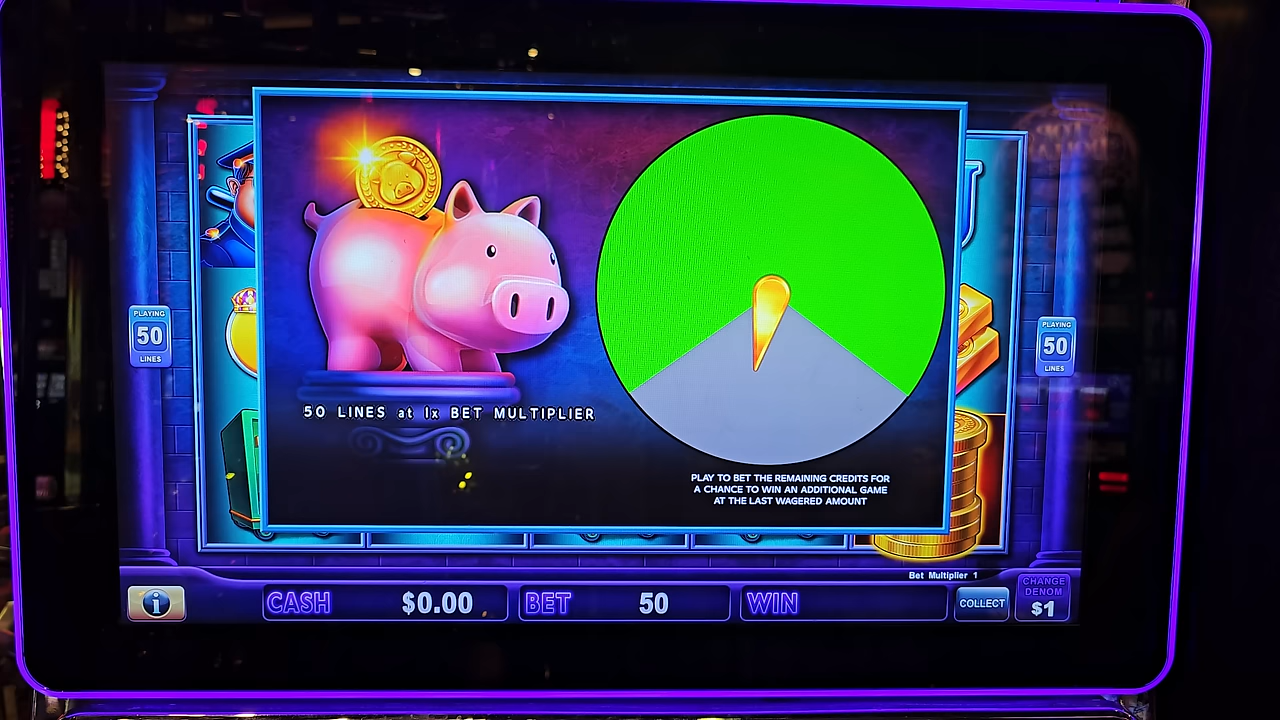 PLAYING
50
LINES
PLAYING
50
LINES
50 LINES at 1x BET MULTIPLIER
PLAY TO BET THE REMAINING CREDITS FOR
A CHANCE TO WIN AN ADDITIONAL GAME
AT THE LAST WAGERED AMOUNT
Bet Multiplier 1
CASH $0.00 BET 50 WIN
COLLECT
CHANGE
DENOM
$1